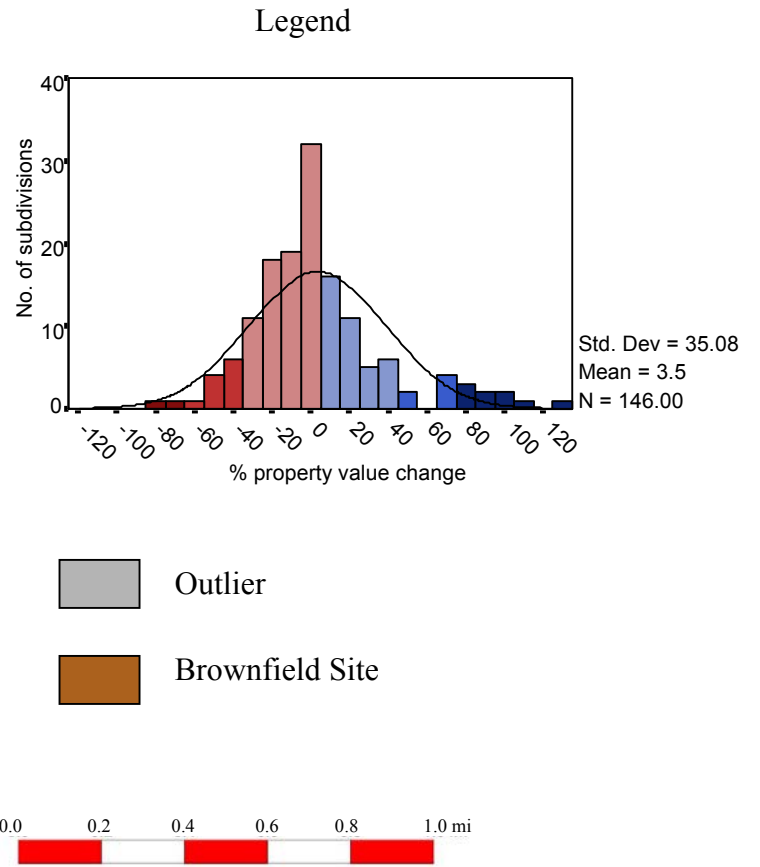 Legend
40
30
20
10
0
No. of subdivisions
-120 -100 -80 -60 -40 -20 0 20 40 60 80 100 120
% property value change
Std. Dev = 35.08
Mean = 3.5
N = 146.00
Outlier
Brownfield Site
0.0 0.2 0.4 0.6 0.8 1.0 mi